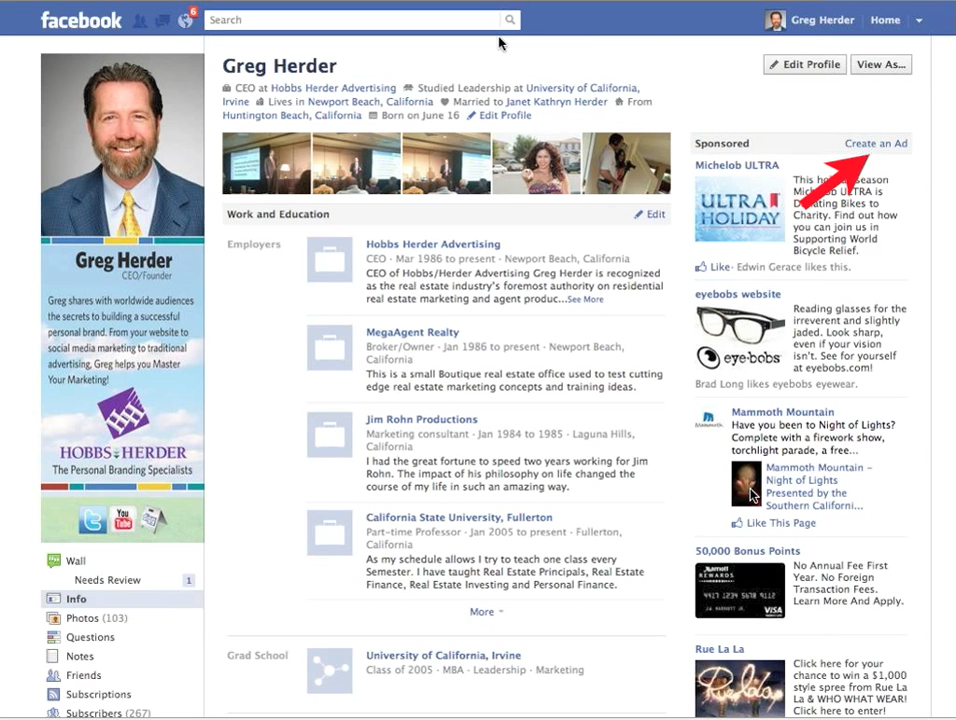 facebook
6
Search
Greg Herder
Home
Greg Herder
Edit Profile
View As...
CEO at Hobbs Herder Advertising Studied Leadership at University of California,
Irvine Lives in Newport Beach, California Married to Janet Kathryn Herder From
Huntington Beach, California Born on June 16 Edit Profile
Greg Herder
CEO/Founder
Greg shares with worldwide audiences
the secrets to building a successful
personal brand. From your website to
social media marketing to traditional
advertising, Greg helps you Master
Your Marketing!
HOBBS HERDER
The Personal Branding Specialists
You
Tube
Wall
Needs Review 1
Info
Photos (103)
Questions
Notes
Friends
Subscriptions
Subscribers (267)
Work and Education
Edit
Employers
Hobbs Herder Advertising
CEO · Mar 1986 to present · Newport Beach, California
CEO of Hobbs/Herder Advertising Greg Herder is recognized
as the real estate industry's foremost authority on residential
real estate marketing and agent produc...See More
MegaAgent Realty
Broker/Owner · Jan 1986 to present · Newport Beach,
California
This is a small Boutique real estate office used to test cutting
edge real estate marketing concepts and training ideas.
Jim Rohn Productions
Marketing consultant · Jan 1984 to 1985 · Laguna Hills,
California
I had the great fortune to speed two years working for Jim
Rohn. The impact of his philosophy on life changed the
course of my life in such an amazing way.
California State University, Fullerton
Part-time Professor · Jan 2005 to present · Fullerton,
California
As my schedule allows I try to teach one class every
Semester. I have taught Real Estate Principals, Real Estate
Finance, Real Estate Investing and Personal Finance.
More
Grad School
University of California, Irvine
Class of 2005 · MBA · Leadership · Marketing
Sponsored
Create an Ad
Michelob ULTRA
ULTRA
HOLIDAY
This season
ULTRA is
Bikes to
Charity. Find out how
you can join us in
Supporting World
Bicycle Relief.
Like · Edwin Gerace likes this.
eyebobs website
eye·bobs
Reading glasses for the
irreverent and slightly
jaded. Look sharp,
even if your vision
isn't. See for yourself
at eyebobs.com!
Brad Long likes eyebobs eyewear.
Mammoth Mountain
Have you been to Night of Lights?
Complete with a firework show,
torchlight parade, a free...
Mammoth Mountain –
Night of Lights
Presented by the
Southern Californi...
Like This Page
50,000 Bonus Points
Marriott
REWARDS
VISA
No Annual Fee First
Year. No Foreign
Transaction Fees.
Learn More And Apply.
Rue La La
RueLaLa
Click here for your
chance to win a $1,000
style spree from Rue La
La & WHO WHAT WEAR!
Click here to enter!